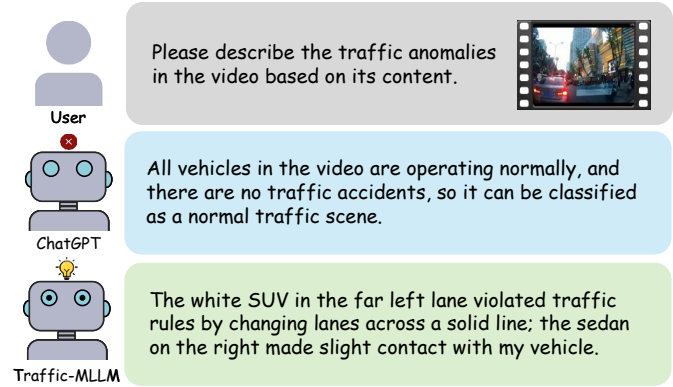 Please describe the traffic anomalies
in the video based on its content.
User
All vehicles in the video are operating normally, and
there are no traffic accidents, so it can be classified
as a normal traffic scene.
ChatGPT
The white SUV in the far left lane violated traffic
rules by changing lanes across a solid line; the sedan
on the right made slight contact with my vehicle.
Traffic-MLLM